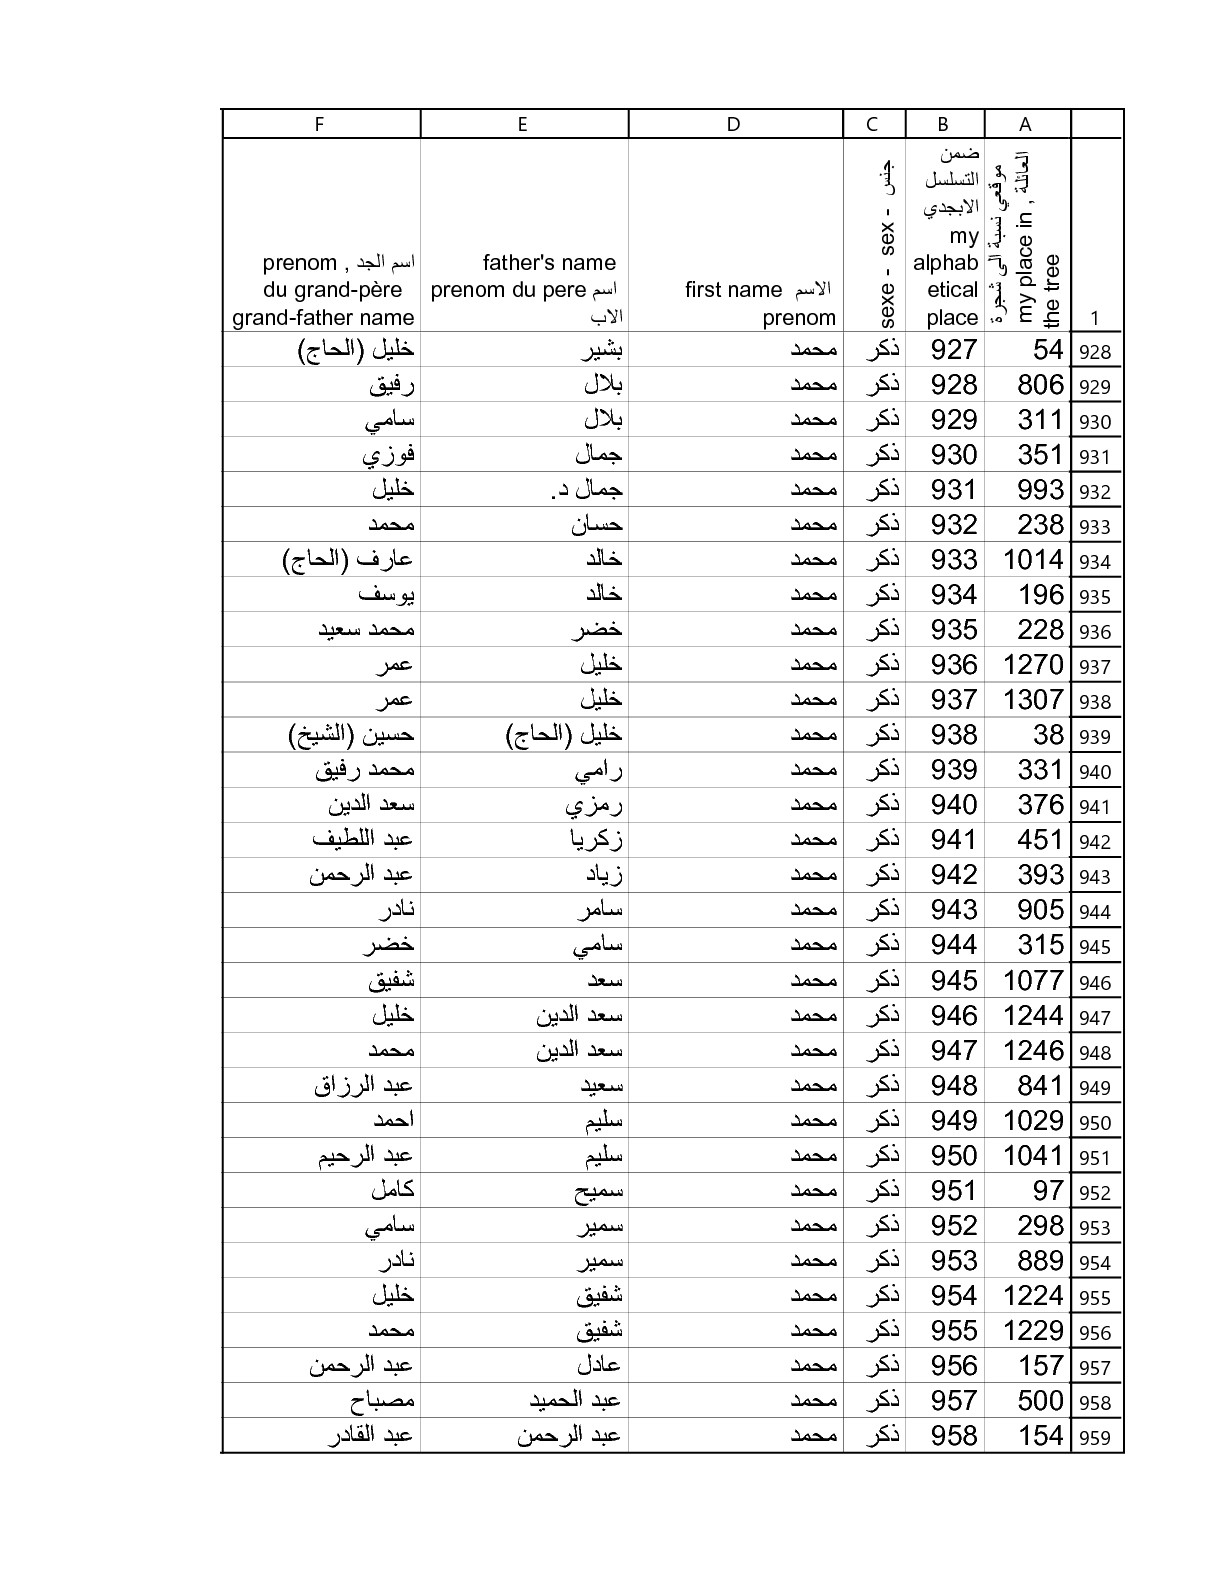 F E D C B A
اسم الجد , prenom du grand-père grand-father name
father's name prenom du pere اسم الاب
first name الاسم prenom
sexe - sex - جنس
ضمن التسلسل الابجدي my alphabetical place
موقعي نسبة الى شجرة العائلة , my place in the tree
1
928 54 927 ذكر محمد بشير خليل (الحاج)
929 806 928 ذكر محمد بلال رفيق
930 311 929 ذكر محمد بلال سامي
931 351 930 ذكر محمد جمال فوزي
932 993 931 ذكر محمد جمال د. خليل
933 238 932 ذكر محمد حسان محمد
934 1014 933 ذكر محمد خالد عارف (الحاج)
935 196 934 ذكر محمد خالد يوسف
936 228 935 ذكر محمد خضر محمد سعيد
937 1270 936 ذكر محمد خليل عمر
938 1307 937 ذكر محمد خليل عمر
939 38 938 ذكر محمد خليل (الحاج) حسين (الشيخ)
940 331 939 ذكر محمد رامي محمد رفيق
941 376 940 ذكر محمد رمزي سعد الدين
942 451 941 ذكر محمد زكريا عبد اللطيف
943 393 942 ذكر محمد زياد عبد الرحمن
944 905 943 ذكر محمد سامر نادر
945 315 944 ذكر محمد سامي خضر
946 1077 945 ذكر محمد سعد شفيق
947 1244 946 ذكر محمد سعد الدين خليل
948 1246 947 ذكر محمد سعد الدين محمد
949 841 948 ذكر محمد سعيد عبد الرزاق
950 1029 949 ذكر محمد سليم احمد
951 1041 950 ذكر محمد سليم عبد الرحيم
952 97 951 ذكر محمد سميح كامل
953 298 952 ذكر محمد سمير سامي
954 889 953 ذكر محمد سمير نادر
955 1224 954 ذكر محمد شفيق خليل
956 1229 955 ذكر محمد شفيق محمد
957 157 956 ذكر محمد عادل عبد الرحمن
958 500 957 ذكر محمد عبد الحميد مصباح
959 154 958 ذكر محمد عبد الرحمن عبد القادر